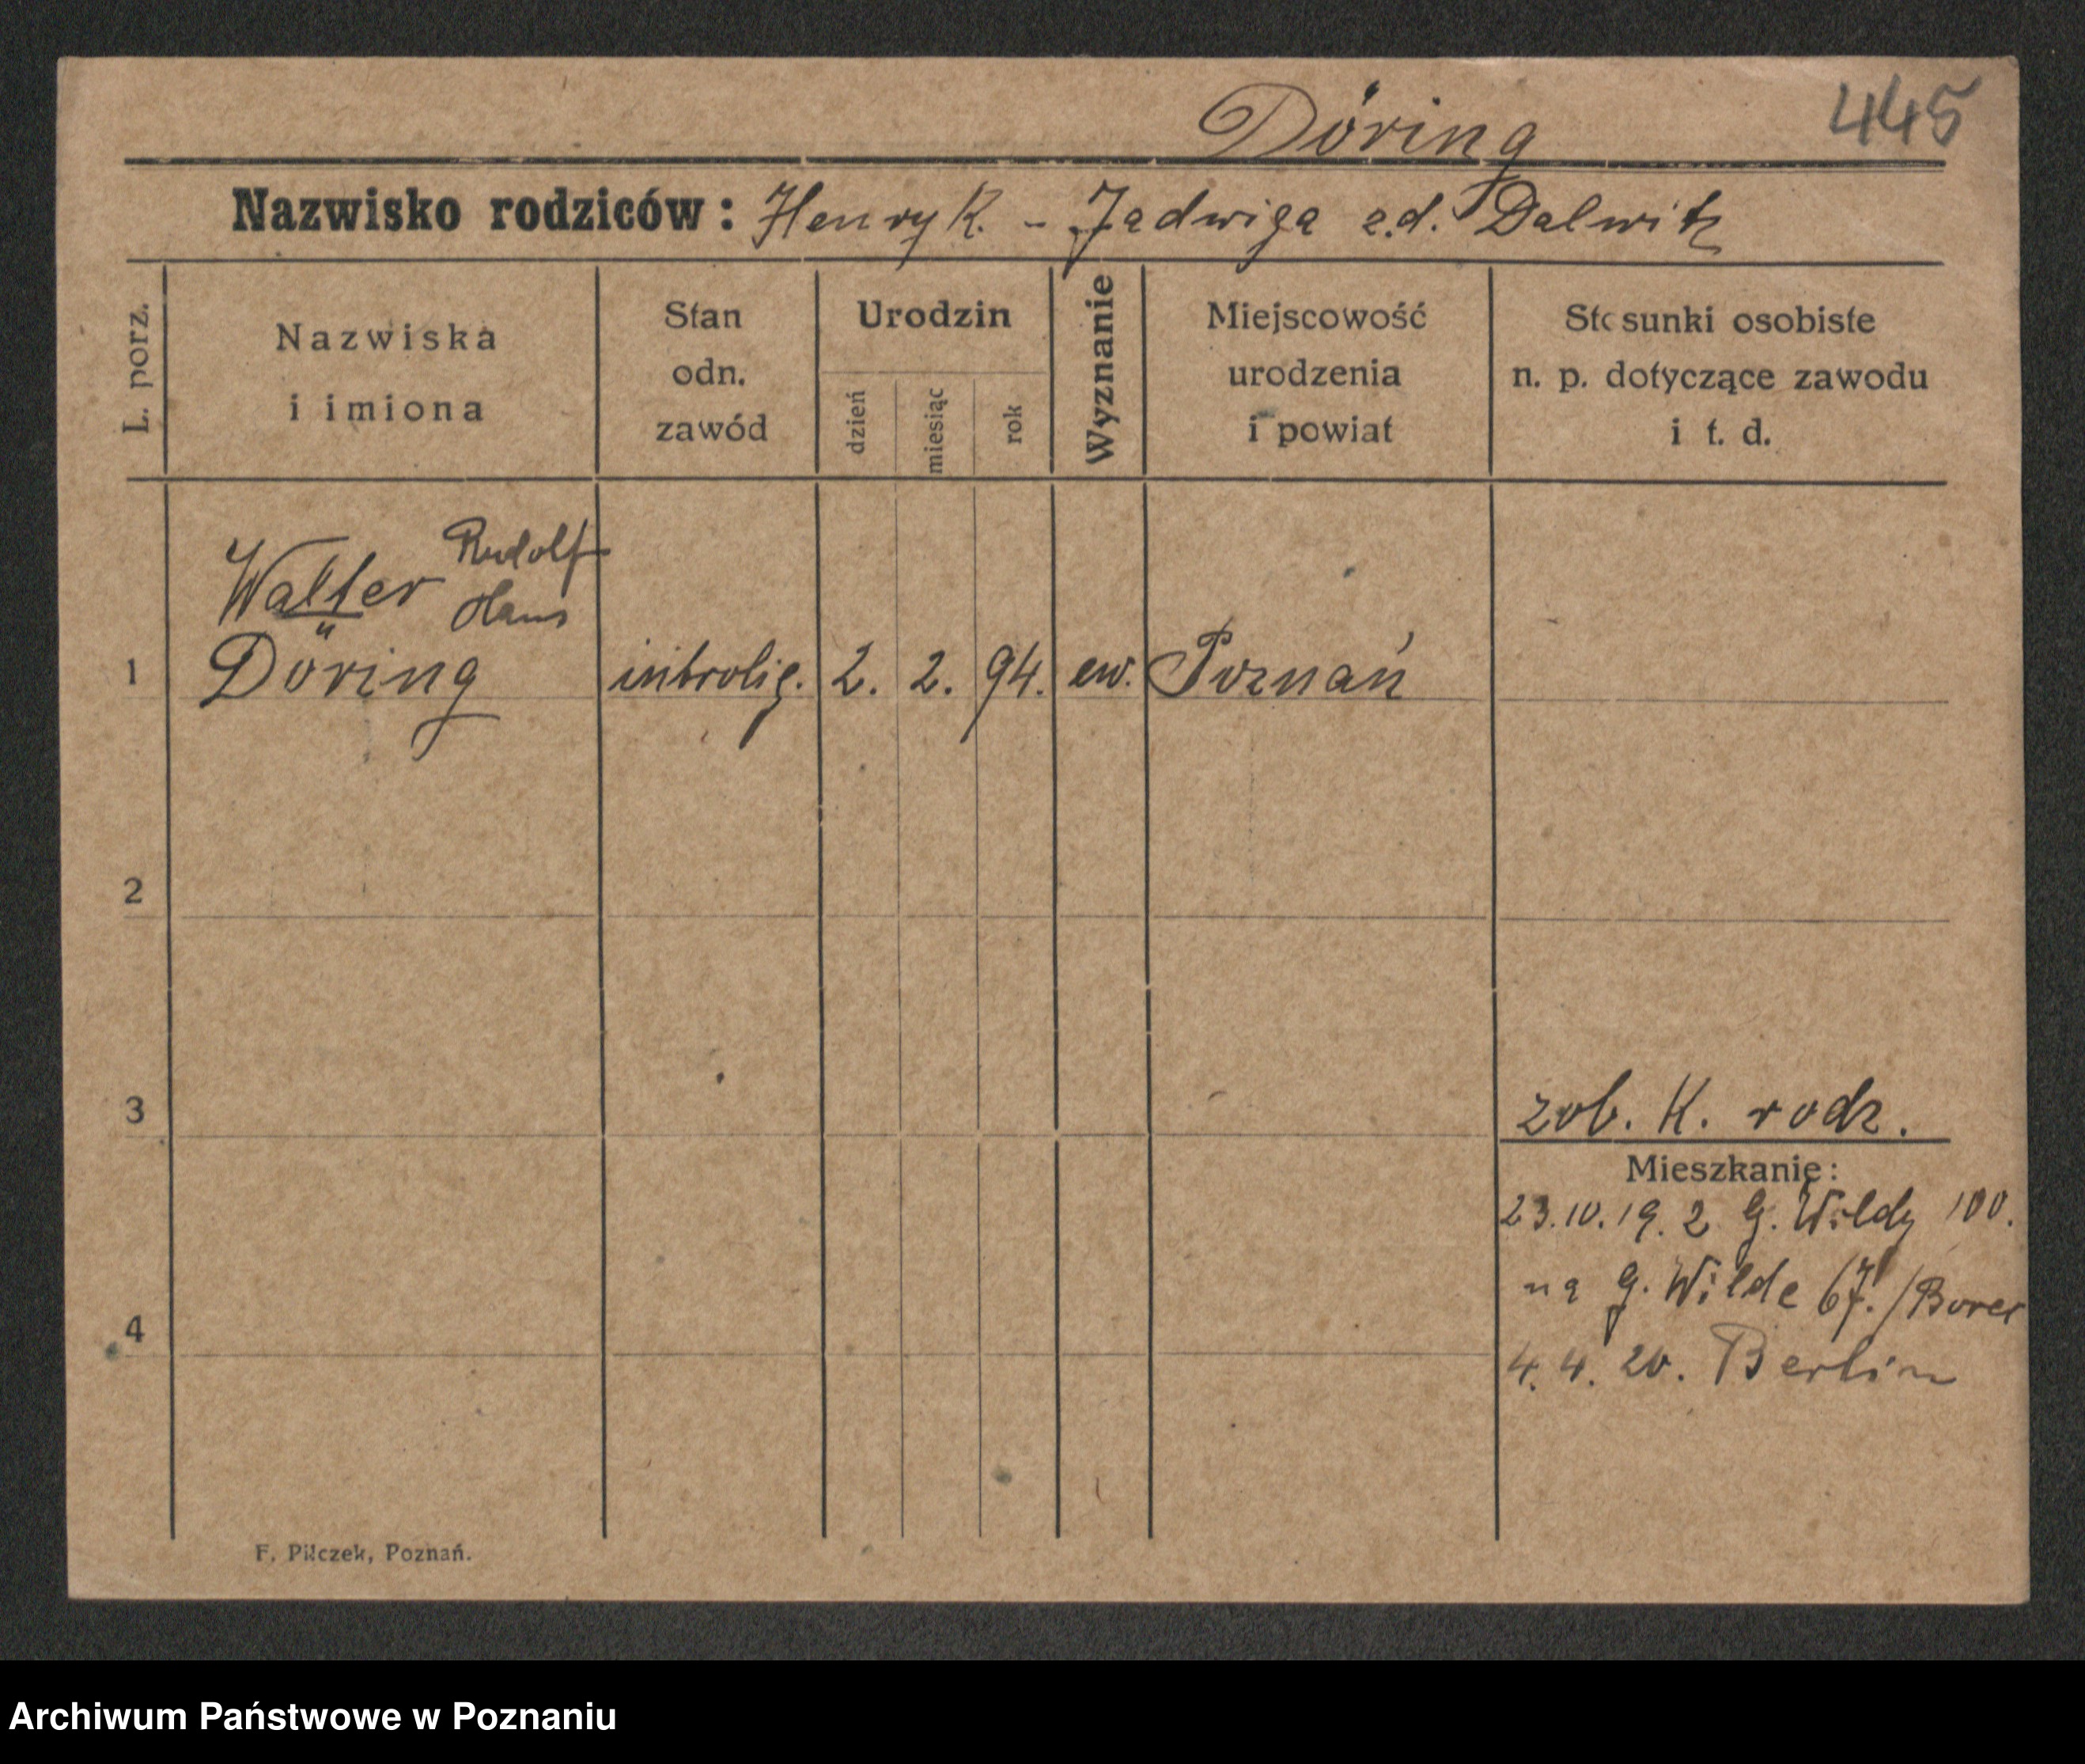 Döring 445
Nazwisko rodziców: Henryk. - Jadwiga z.d. Dalwitz
L. porz.
Nazwiska
i imiona
Stan
odn.
zawód
Urodzin
dzień
miesiąc
rok
Wyznanie
Miejscowość
urodzenia
i powiat
Stosunki osobiste
n. p. dotyczące zawodu
i t. d.
Walter Rudolf
Hans
1 Döring introlig. 2. 2. 94. ew. Poznań
2
3
zob. K. rodz.
Mieszkanie:
23.10.19. z G. Wildy 100.
na G. Wilde 67./
4
4.4. 20. Berlin
F. Pilczek, Poznań.
Archiwum Państwowe w Poznaniu